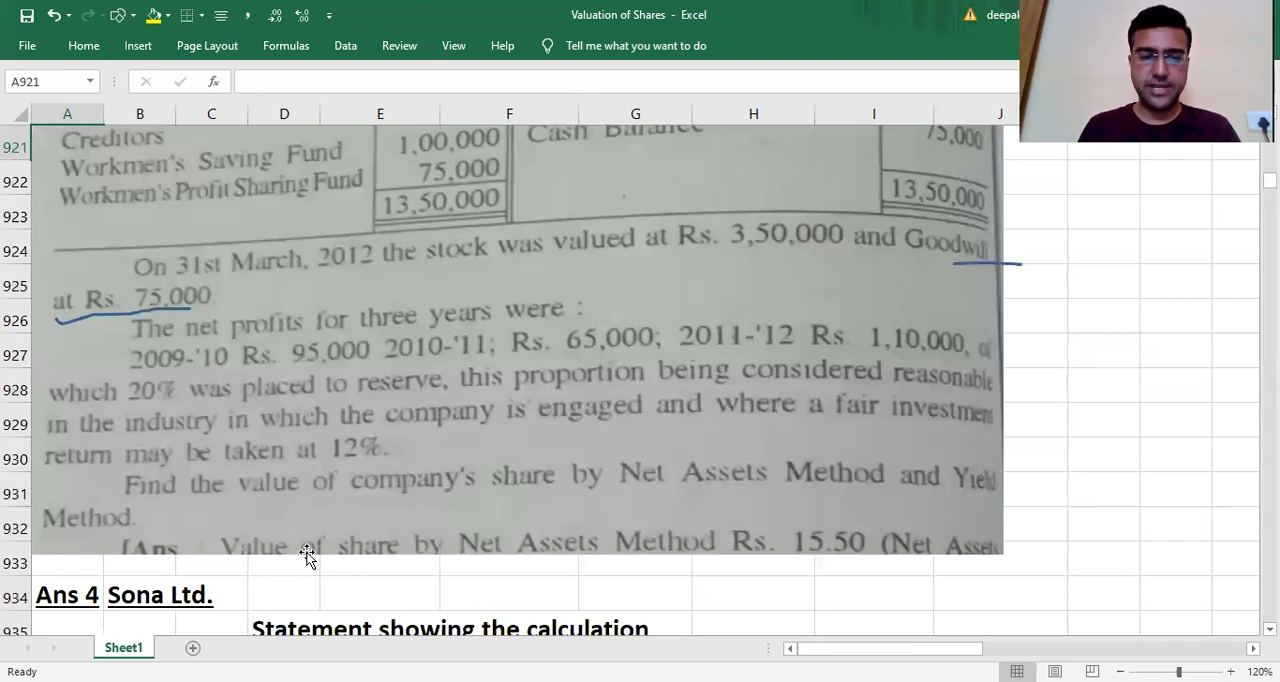 Valuation of Shares - Excel
deepak
File Home Insert Page Layout Formulas Data Review View Help Tell me what you want to do
A921
fx
A B C D E F G H I J
921 Creditors 1,00,000 Cash Balance 75,000
922 Workmen's Saving Fund 75,000
923 Workmen's Profit Sharing Fund 13,50,000 13,50,000
924 On 31st March, 2012 the stock was valued at Rs. 3,50,000 and Goodwill
925 at Rs. 75,000
926 The net profits for three years were :
927 2009-'10 Rs. 95,000 2010-'11; Rs. 65,000; 2011-'12 Rs. 1,10,000,
928 which 20% was placed to reserve, this proportion being considered reasonable
929 in the industry in which the company is engaged and where a fair investment
930 return may be taken at 12%.
931 Find the value of company's share by Net Assets Method and Yield
932 Method.
933 [Ans : Value of share by Net Assets Method Rs. 15.50 (Net Assets
934 Ans 4 Sona Ltd.
935 Statement showing the calculation
Sheet1
Ready
120%